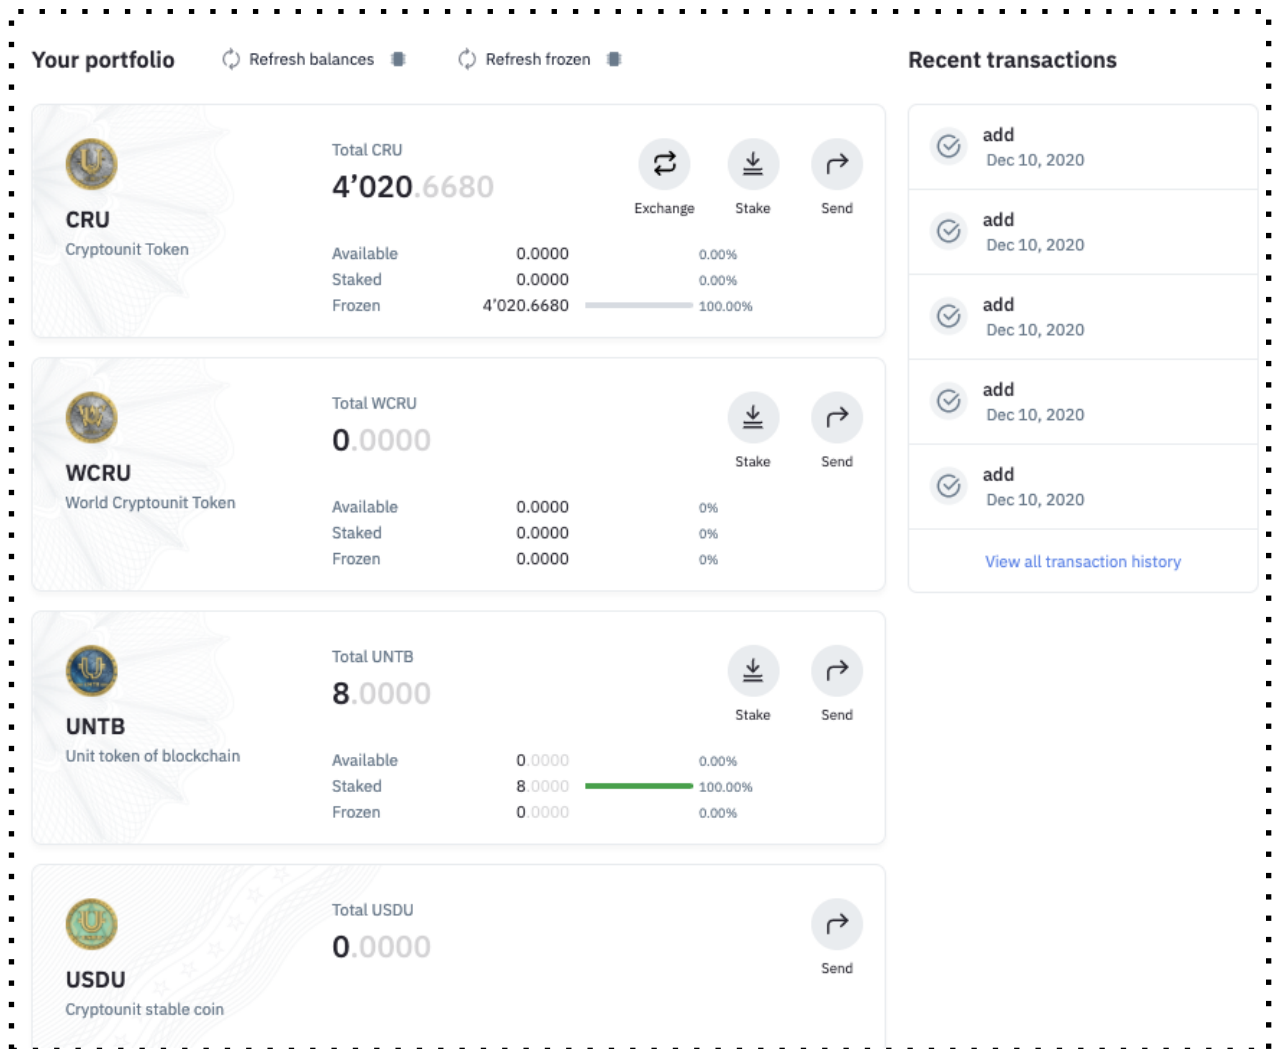 Your portfolio
Refresh balances
Refresh frozen
CRU
Cryptounit Token
Total CRU
4’020.6680
Exchange
Stake
Send
Available 0.0000 0.00%
Staked 0.0000 0.00%
Frozen 4’020.6680 100.00%
WCRU
World Cryptounit Token
Total WCRU
0.0000
Stake
Send
Available 0.0000 0%
Staked 0.0000 0%
Frozen 0.0000 0%
UNTB
Unit token of blockchain
Total UNTB
8.0000
Stake
Send
Available 0.0000 0.00%
Staked 8.0000 100.00%
Frozen 0.0000 0.00%
USDU
Cryptounit stable coin
Total USDU
0.0000
Send
Recent transactions
add
Dec 10, 2020
add
Dec 10, 2020
add
Dec 10, 2020
add
Dec 10, 2020
add
Dec 10, 2020
View all transaction history